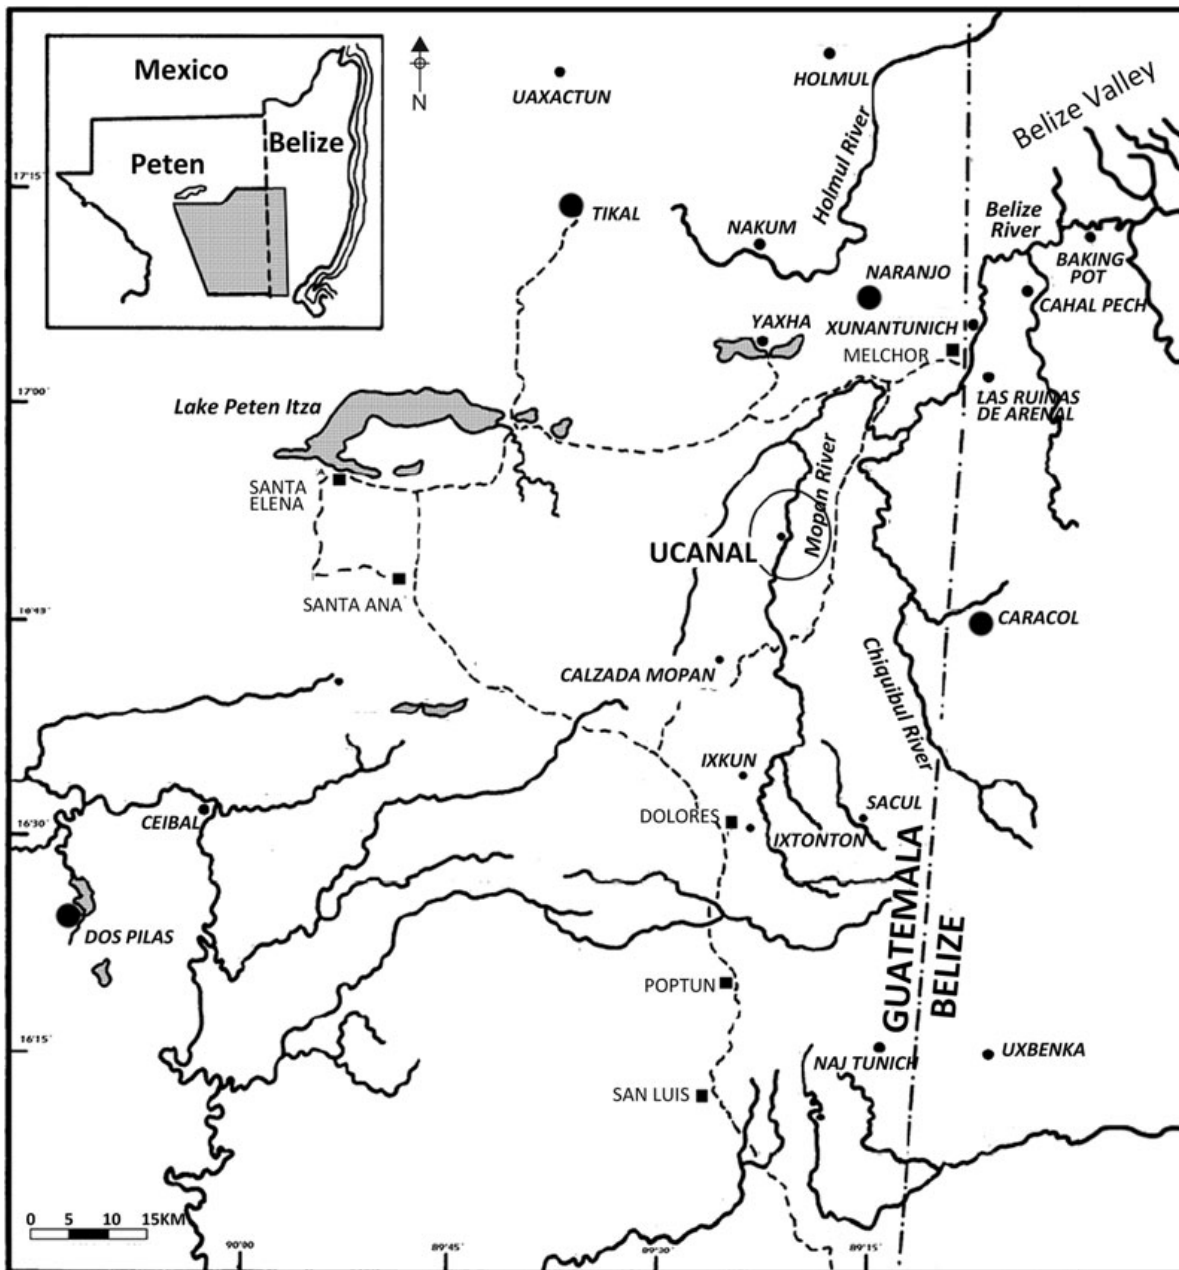 Mexico
Belize
Peten
N
UAXACTUN
HOLMUL
Holmul River
Belize Valley
17°15´
TIKAL
NAKUM
Belize
River
BAKING
POT
NARANJO
CAHAL PECH
YAXHA
XUNANTUNICH
MELCHOR
17°00´
Lake Peten Itza
LAS RUINAS
DE ARENAL
SANTA
ELENA
Mopan River
UCANAL
SANTA ANA
16°45´
CARACOL
CALZADA MOPAN
Chiquibul River
IXKUN
SACUL
DOLORES
CEIBAL
16°30´
IXTONTON
GUATEMALA
BELIZE
DOS PILAS
POPTUN
16°15´
NAJ TUNICH
UXBENKA
SAN LUIS
0 5 10 15KM
90°00
89°45
89°30
89°15